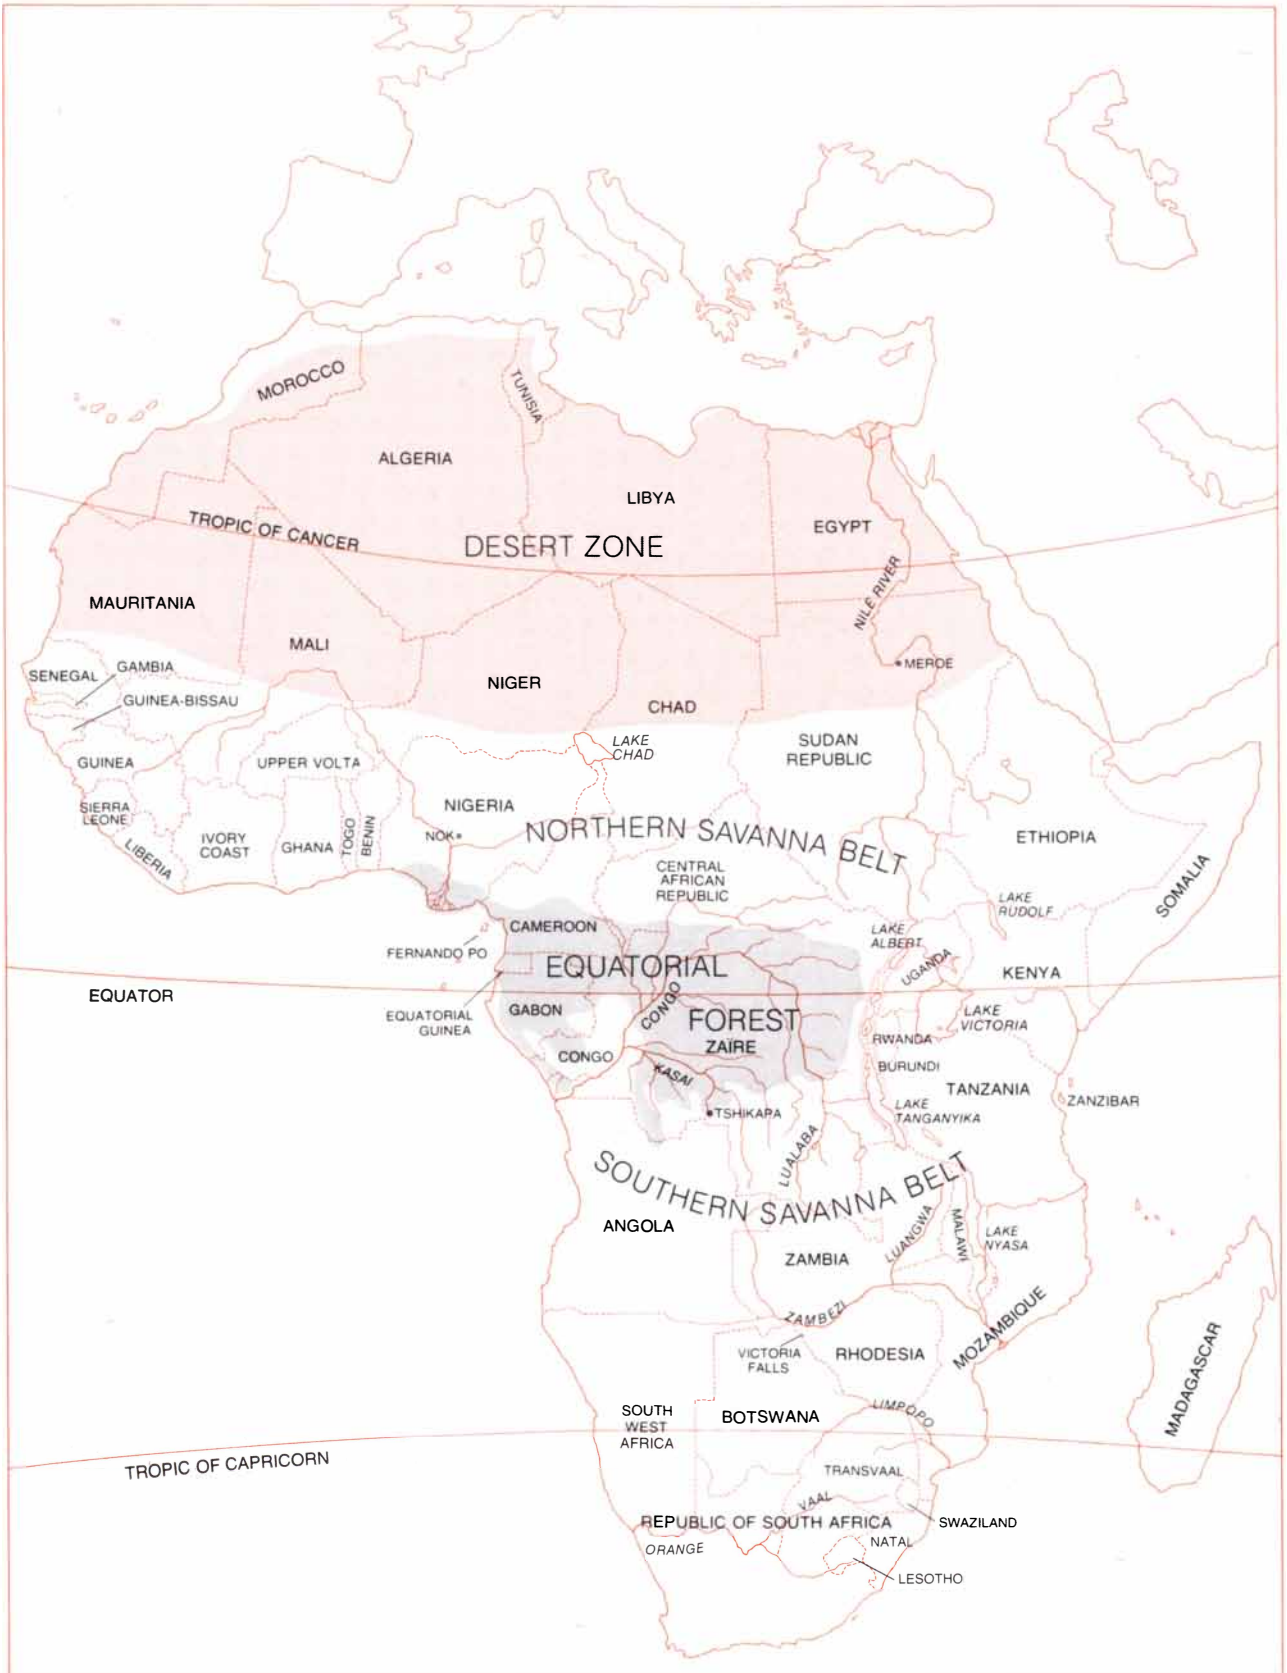 MOROCCO
TUNISIA
ALGERIA
LIBYA
EGYPT
TROPIC OF CANCER
DESERT ZONE
NILE RIVER
MAURITANIA
MALI
MEROE
SENEGAL
GAMBIA
NIGER
GUINEA-BISSAU
CHAD
GUINEA
UPPER VOLTA
LAKE
CHAD
SUDAN
REPUBLIC
SIERRA
LEONE
NIGERIA
NOK
NORTHERN SAVANNA BELT
ETHIOPIA
LIBERIA
IVORY
COAST
GHANA
TOGO
BENIN
CENTRAL
AFRICAN
REPUBLIC
SOMALIA
LAKE
RUDOLF
CAMEROON
LAKE
ALBERT
FERNANDO PO
EQUATORIAL
UGANDA
KENYA
EQUATOR
EQUATORIAL
GUINEA
GABON
CONGO
FOREST
ZAÏRE
LAKE
VICTORIA
RWANDA
CONGO
KASAI
BURUNDI
TANZANIA
ZANZIBAR
TSHIKAPA
LAKE
TANGANYIKA
LUALABA
SOUTHERN SAVANNA BELT
ANGOLA
ZAMBIA
LUANGWA
MALAWI
LAKE
NYASA
ZAMBEZI
MOZAMBIQUE
VICTORIA
FALLS
RHODESIA
MADAGASCAR
SOUTH
WEST
AFRICA
BOTSWANA
LIMPOPO
TROPIC OF CAPRICORN
TRANSVAAL
VAAL
REPUBLIC OF SOUTH AFRICA
SWAZILAND
ORANGE
NATAL
LESOTHO